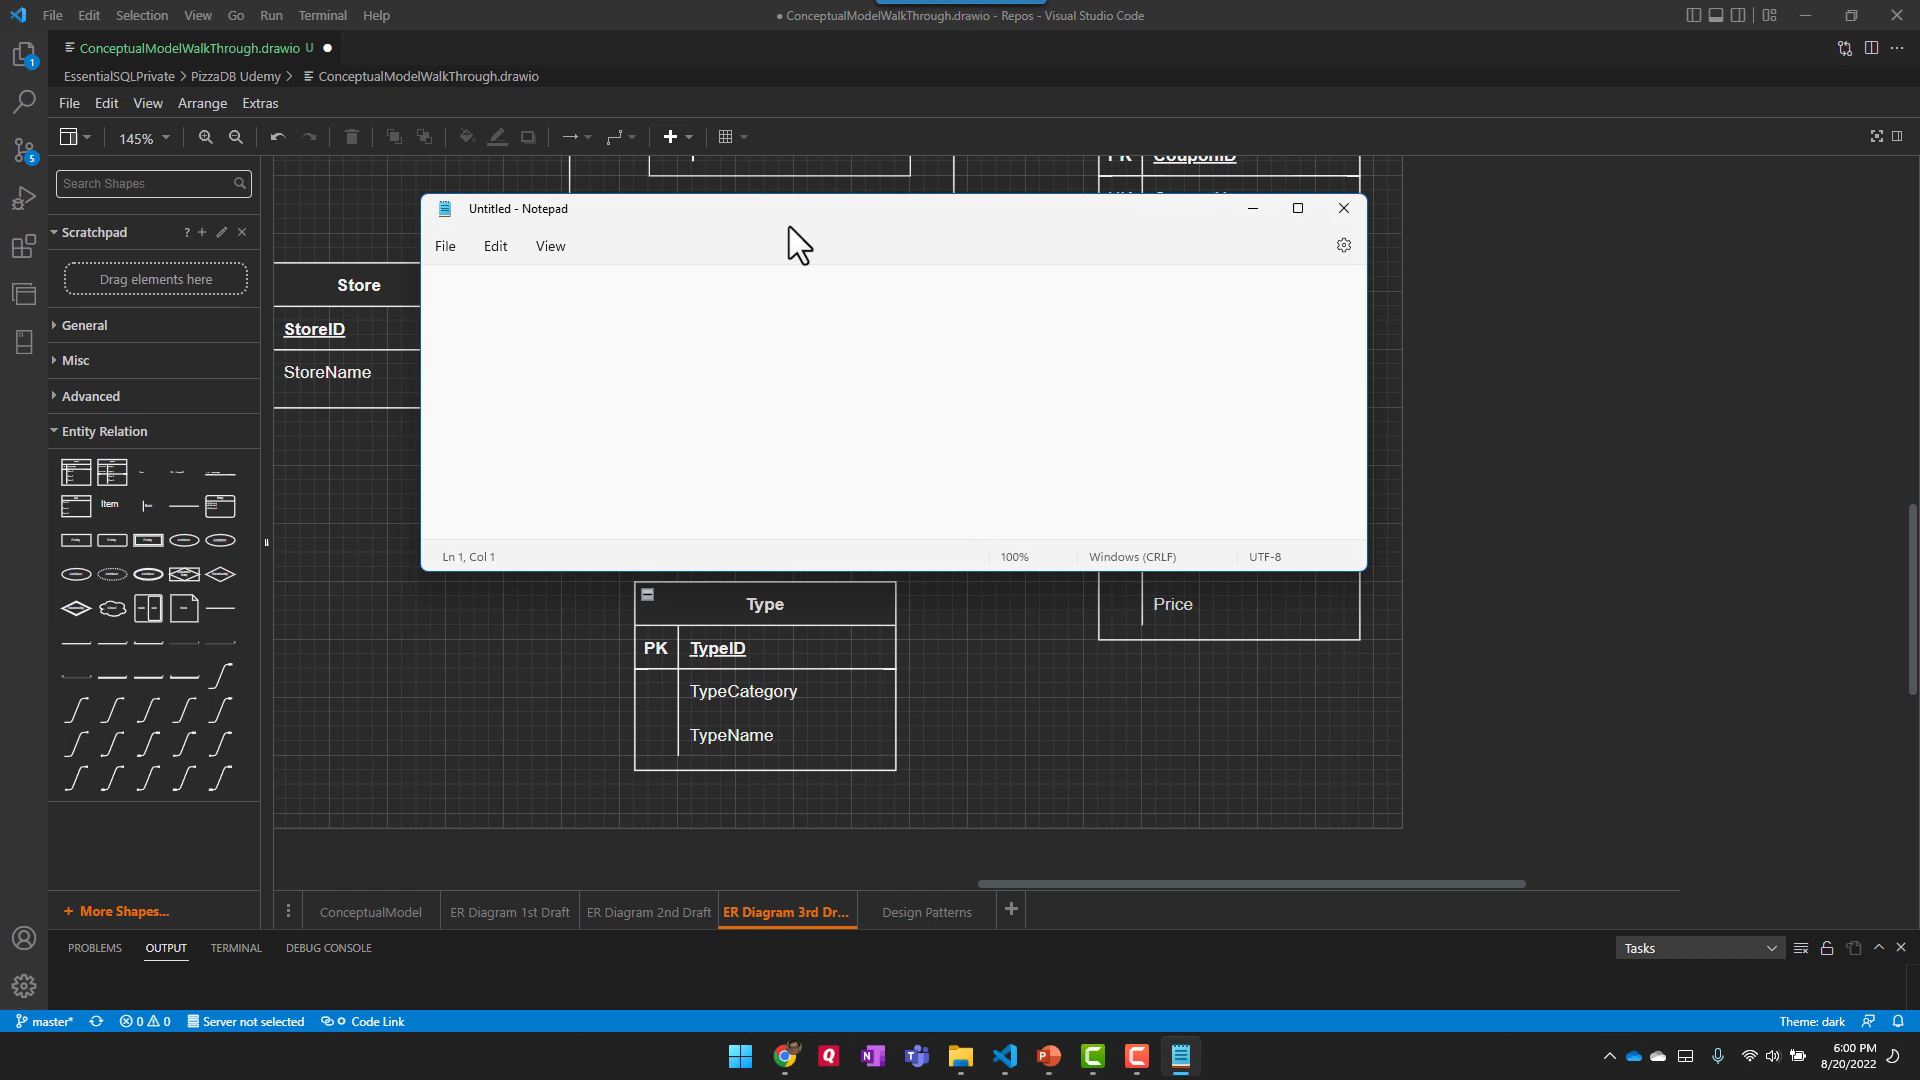 File Edit Selection View Go Run Terminal Help
● ConceptualModelWalkThrough.drawio - Repos - Visual Studio Code
ConceptualModelWalkThrough.drawio U
EssentialSQLPrivate > PizzaDB Udemy > ConceptualModelWalkThrough.drawio
File Edit View Arrange Extras
145%
Search Shapes
Scratchpad ? +
Drag elements here
General
Misc
Advanced
Entity Relation
Item
+ More Shapes...
PK CouponID
Store
StoreID
StoreName
Untitled - Notepad
File Edit View
Ln 1, Col 1 100% Windows (CRLF) UTF-8
Type
PK TypeID
TypeCategory
TypeName
Price
ConceptualModel ER Diagram 1st Draft ER Diagram 2nd Draft ER Diagram 3rd Dr... Design Patterns
PROBLEMS OUTPUT TERMINAL DEBUG CONSOLE
Tasks
1
5
master* 0 0 Server not selected Code Link
Theme: dark
6:00 PM
8/20/2022